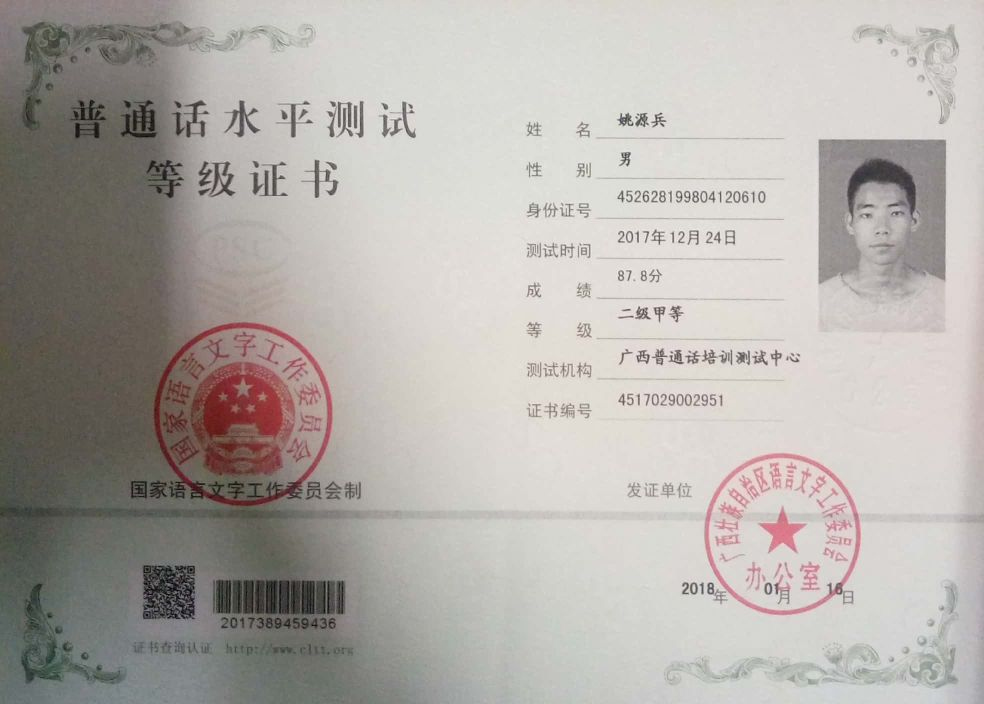 普通话水平测试
等级证书
国家语言文字工作委员会
国家语言文字工作委员会制
2017389459436
证书查询认证 http://www.cltt.org
姓 名 姚源兵
性 别 男
身份证号 452628199804120610
测试时间 2017年12月24日
成 绩 87.8分
等 级 二级甲等
测试机构 广西普通话培训测试中心
证书编号 4517029002951
发证单位
广西壮族自治区语言文字工作委员会
办公室
2018年 01月 16日